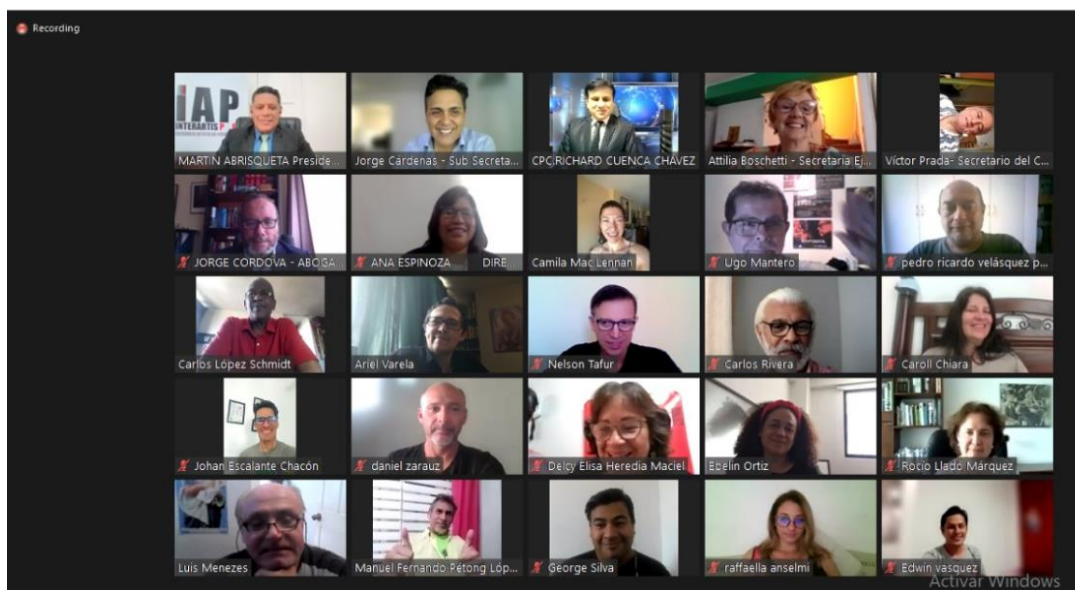 Recording
iAP
INTERARTIS P
MARTIN ABRISQUETA Preside...
Jorge Cárdenas - Sub Secreta...
CPC.RICHARD CUENCA CHÁVEZ
Attilia Boschetti - Secretaria Ej...
Víctor Prada- Secretario del C...
JORGE CORDOVA - ABOGA...
ANA ESPINOZA DIRE...
Camila Mac Lennan
Ugo Mantero
pedro ricardo velásquez p...
Carlos López Schmidt
Ariel Varela
Nelson Tafur
Carlos Rivera
Caroll Chiara
Johan Escalante Chacón
daniel zarauz
Delcy Elisa Heredia Maciel
Ebelin Ortiz
Rocío Lladó Márquez
Luis Menezes
Manuel Fernando Petong Lóp...
George Silva
raffaella anselmi
Edwin vasquez
Activar Windows